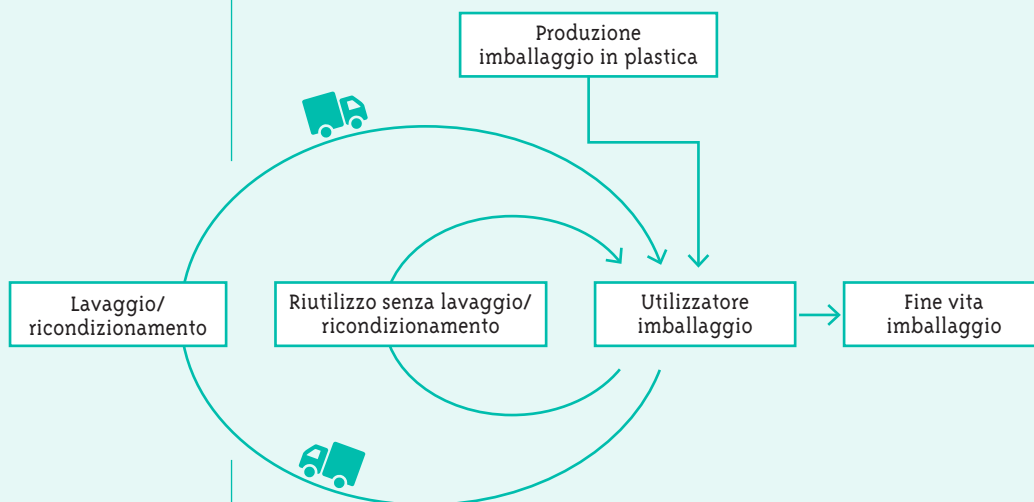 Produzione
imballaggio in plastica
Lavaggio/
ricondizionamento
Riutilizzo senza lavaggio/
ricondizionamento
Utilizzatore
imballaggio
Fine vita
imballaggio